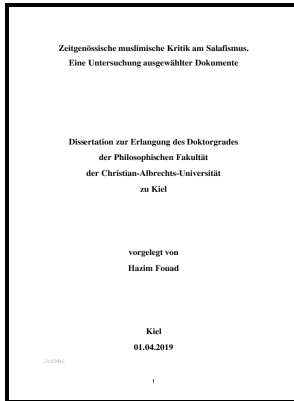 Zeitgenössische muslimische Kritik am Salafismus.
Eine Untersuchung ausgewählter Dokumente
Dissertation zur Erlangung des Doktorgrades
der Philosophischen Fakultät
der Christian-Albrechts-Universität
zu Kiel
vorgelegt von
Hazim Fouad
Kiel
01.04.2019
1